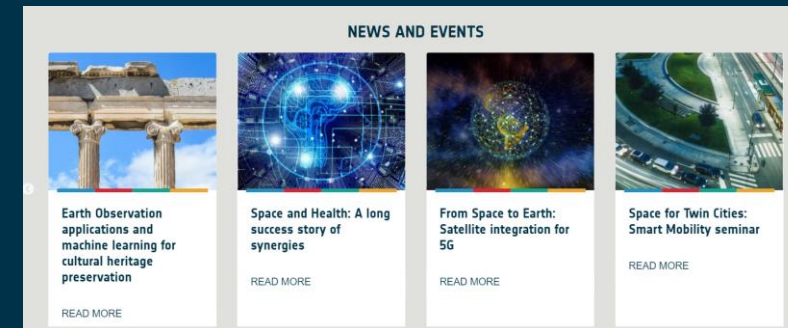 NEWS AND EVENTS
Earth Observation
applications and
machine learning for
cultural heritage
preservation
READ MORE
Space and Health: A long
success story of
synergies
READ MORE
From Space to Earth:
Satellite integration for
5G
READ MORE
Space for Twin Cities:
Smart Mobility seminar
READ MORE